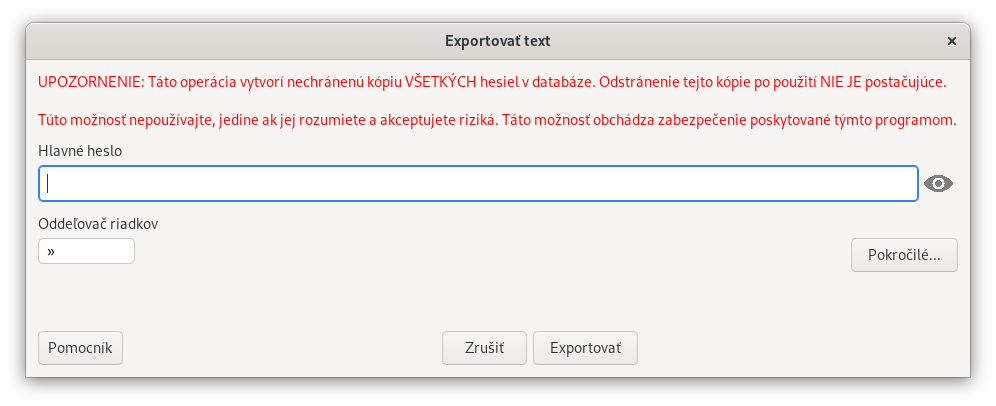 Exportovať text
UPOZORNENIE: Táto operácia vytvorí nechránenú kópiu VŠETKÝCH hesiel v databáze. Odstránenie tejto kópie po použití NIE JE postačujúce.
Túto možnosť nepoužívajte, jedine ak jej rozumiete a akceptujete riziká. Táto možnosť obchádza zabezpečenie poskytované týmto programom.
Hlavné heslo
Oddeľovač riadkov
»
Pokročilé...
Pomocník
Zrušiť
Exportovať